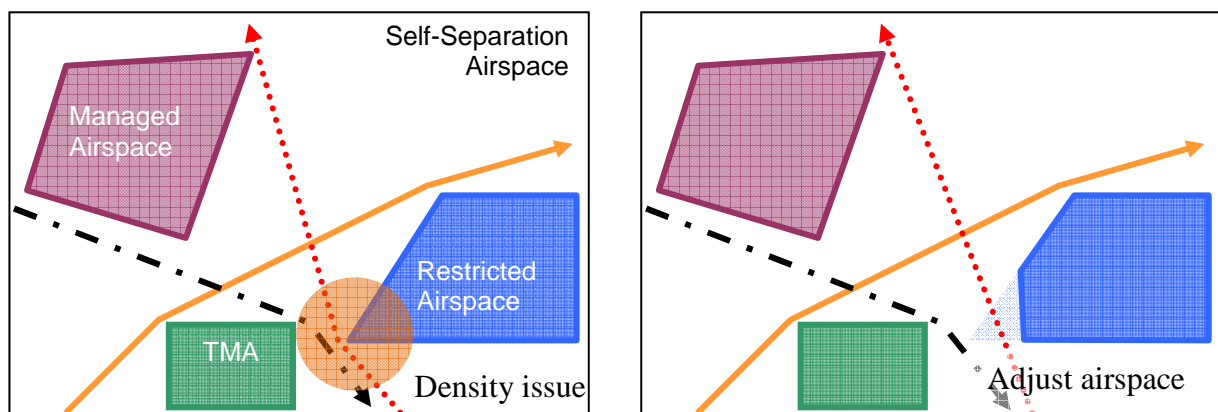 Self-Separation
Airspace
Managed
Airspace
Restricted
Airspace
TMA
Density issue
Adjust airspace